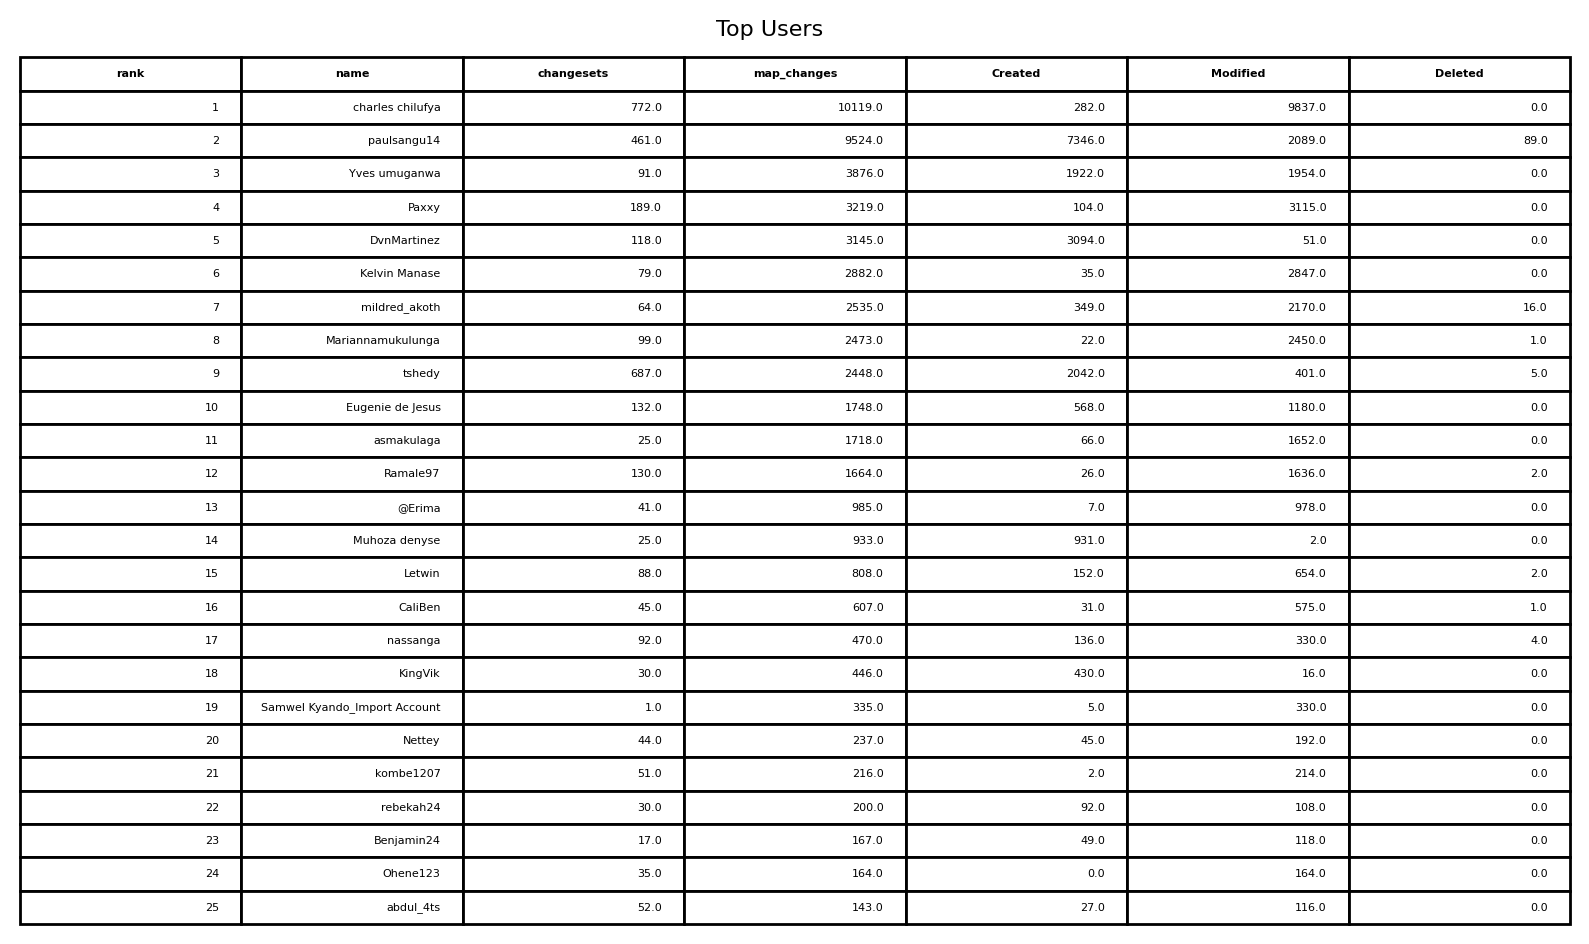 Top Users
rank name changesets map_changes Created Modified Deleted
1 charles chilufya 772.0 10119.0 282.0 9837.0 0.0
2 paulsangu14 461.0 9524.0 7346.0 2089.0 89.0
3 Yves umuganwa 91.0 3876.0 1922.0 1954.0 0.0
4 Paxxy 189.0 3219.0 104.0 3115.0 0.0
5 DvnMartinez 118.0 3145.0 3094.0 51.0 0.0
6 Kelvin Manase 79.0 2882.0 35.0 2847.0 0.0
7 mildred_akoth 64.0 2535.0 349.0 2170.0 16.0
8 Mariannamukulunga 99.0 2473.0 22.0 2450.0 1.0
9 tshedy 687.0 2448.0 2042.0 401.0 5.0
10 Eugenie de Jesus 132.0 1748.0 568.0 1180.0 0.0
11 asmakulaga 25.0 1718.0 66.0 1652.0 0.0
12 Ramale97 130.0 1664.0 26.0 1636.0 2.0
13 @Erima 41.0 985.0 7.0 978.0 0.0
14 Muhoza denyse 25.0 933.0 931.0 2.0 0.0
15 Letwin 88.0 808.0 152.0 654.0 2.0
16 CaliBen 45.0 607.0 31.0 575.0 1.0
17 nassanga 92.0 470.0 136.0 330.0 4.0
18 KingVik 30.0 446.0 430.0 16.0 0.0
19 Samwel Kyando_Import Account 1.0 335.0 5.0 330.0 0.0
20 Nettey 44.0 237.0 45.0 192.0 0.0
21 kombe1207 51.0 216.0 2.0 214.0 0.0
22 rebekah24 30.0 200.0 92.0 108.0 0.0
23 Benjamin24 17.0 167.0 49.0 118.0 0.0
24 Ohene123 35.0 164.0 0.0 164.0 0.0
25 abdul_4ts 52.0 143.0 27.0 116.0 0.0